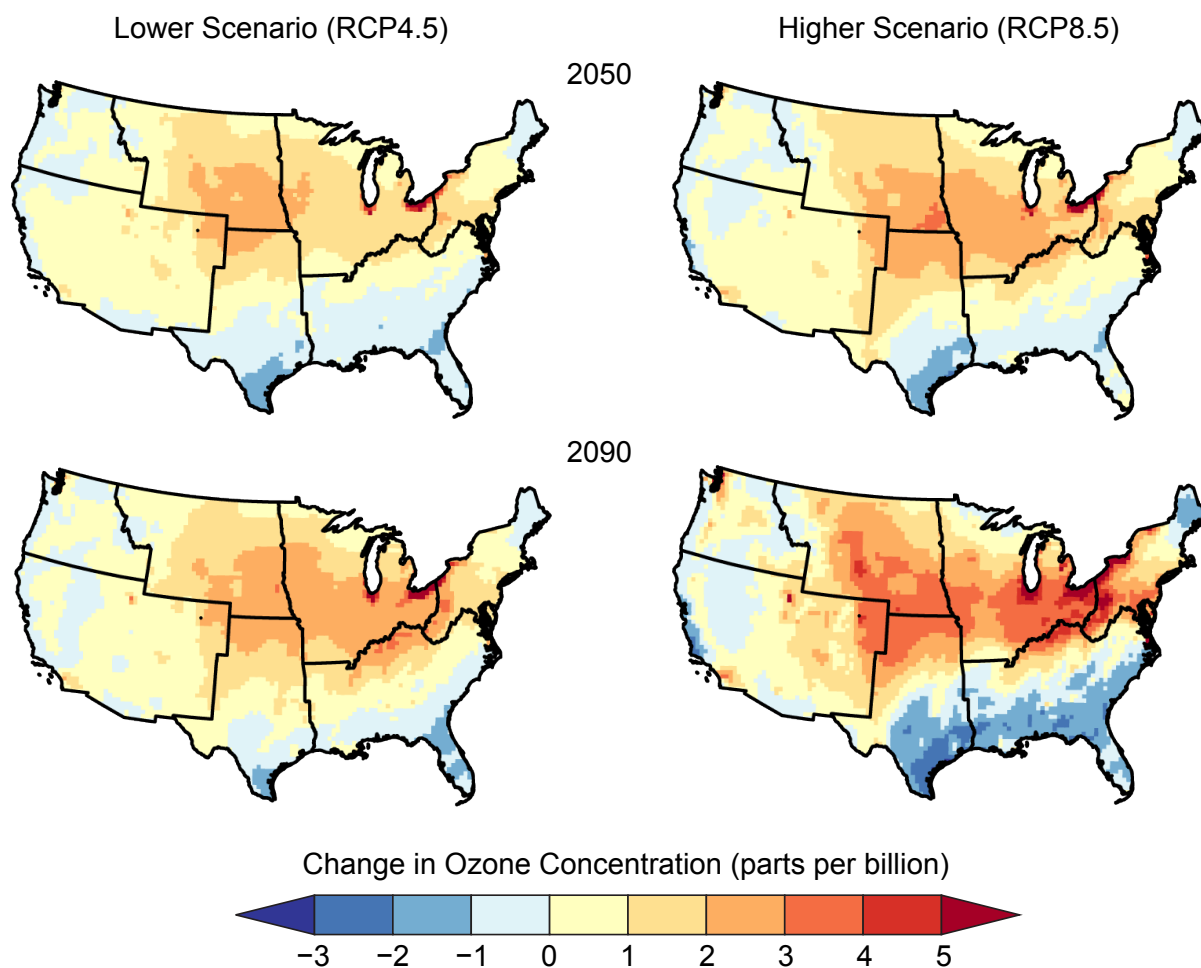 Lower Scenario (RCP4.5)
Higher Scenario (RCP8.5)
2050
2090
Change in Ozone Concentration (parts per billion)
−3 −2 −1 0 1 2 3 4 5